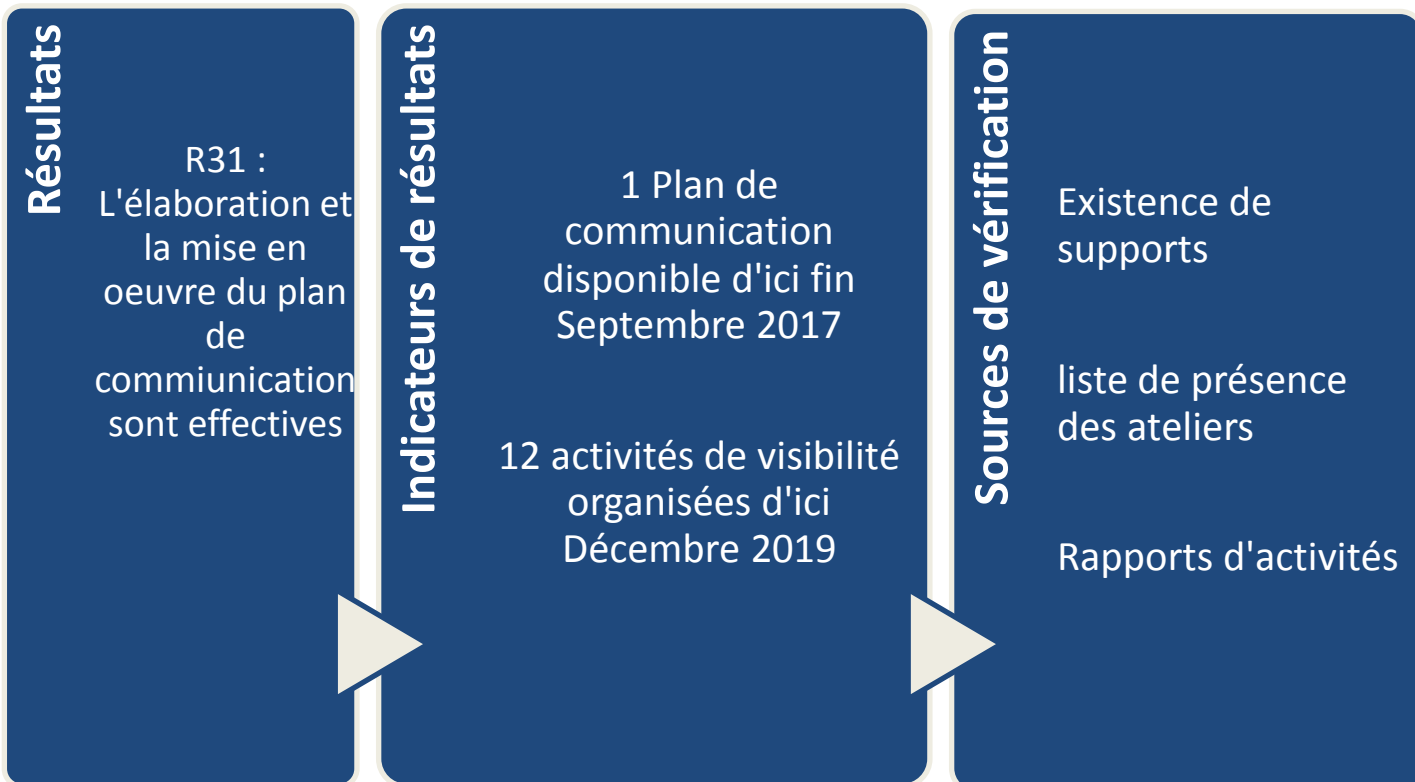 Résultats
R31 :
L'élaboration et
la mise en
oeuvre du plan
de
commiunication
sont effectives
Indicateurs de résultats
1 Plan de
communication
disponible d'ici fin
Septembre 2017
12 activités de visibilité
organisées d'ici
Décembre 2019
Sources de vérification
Existence de
supports
liste de présence
des ateliers
Rapports d'activités